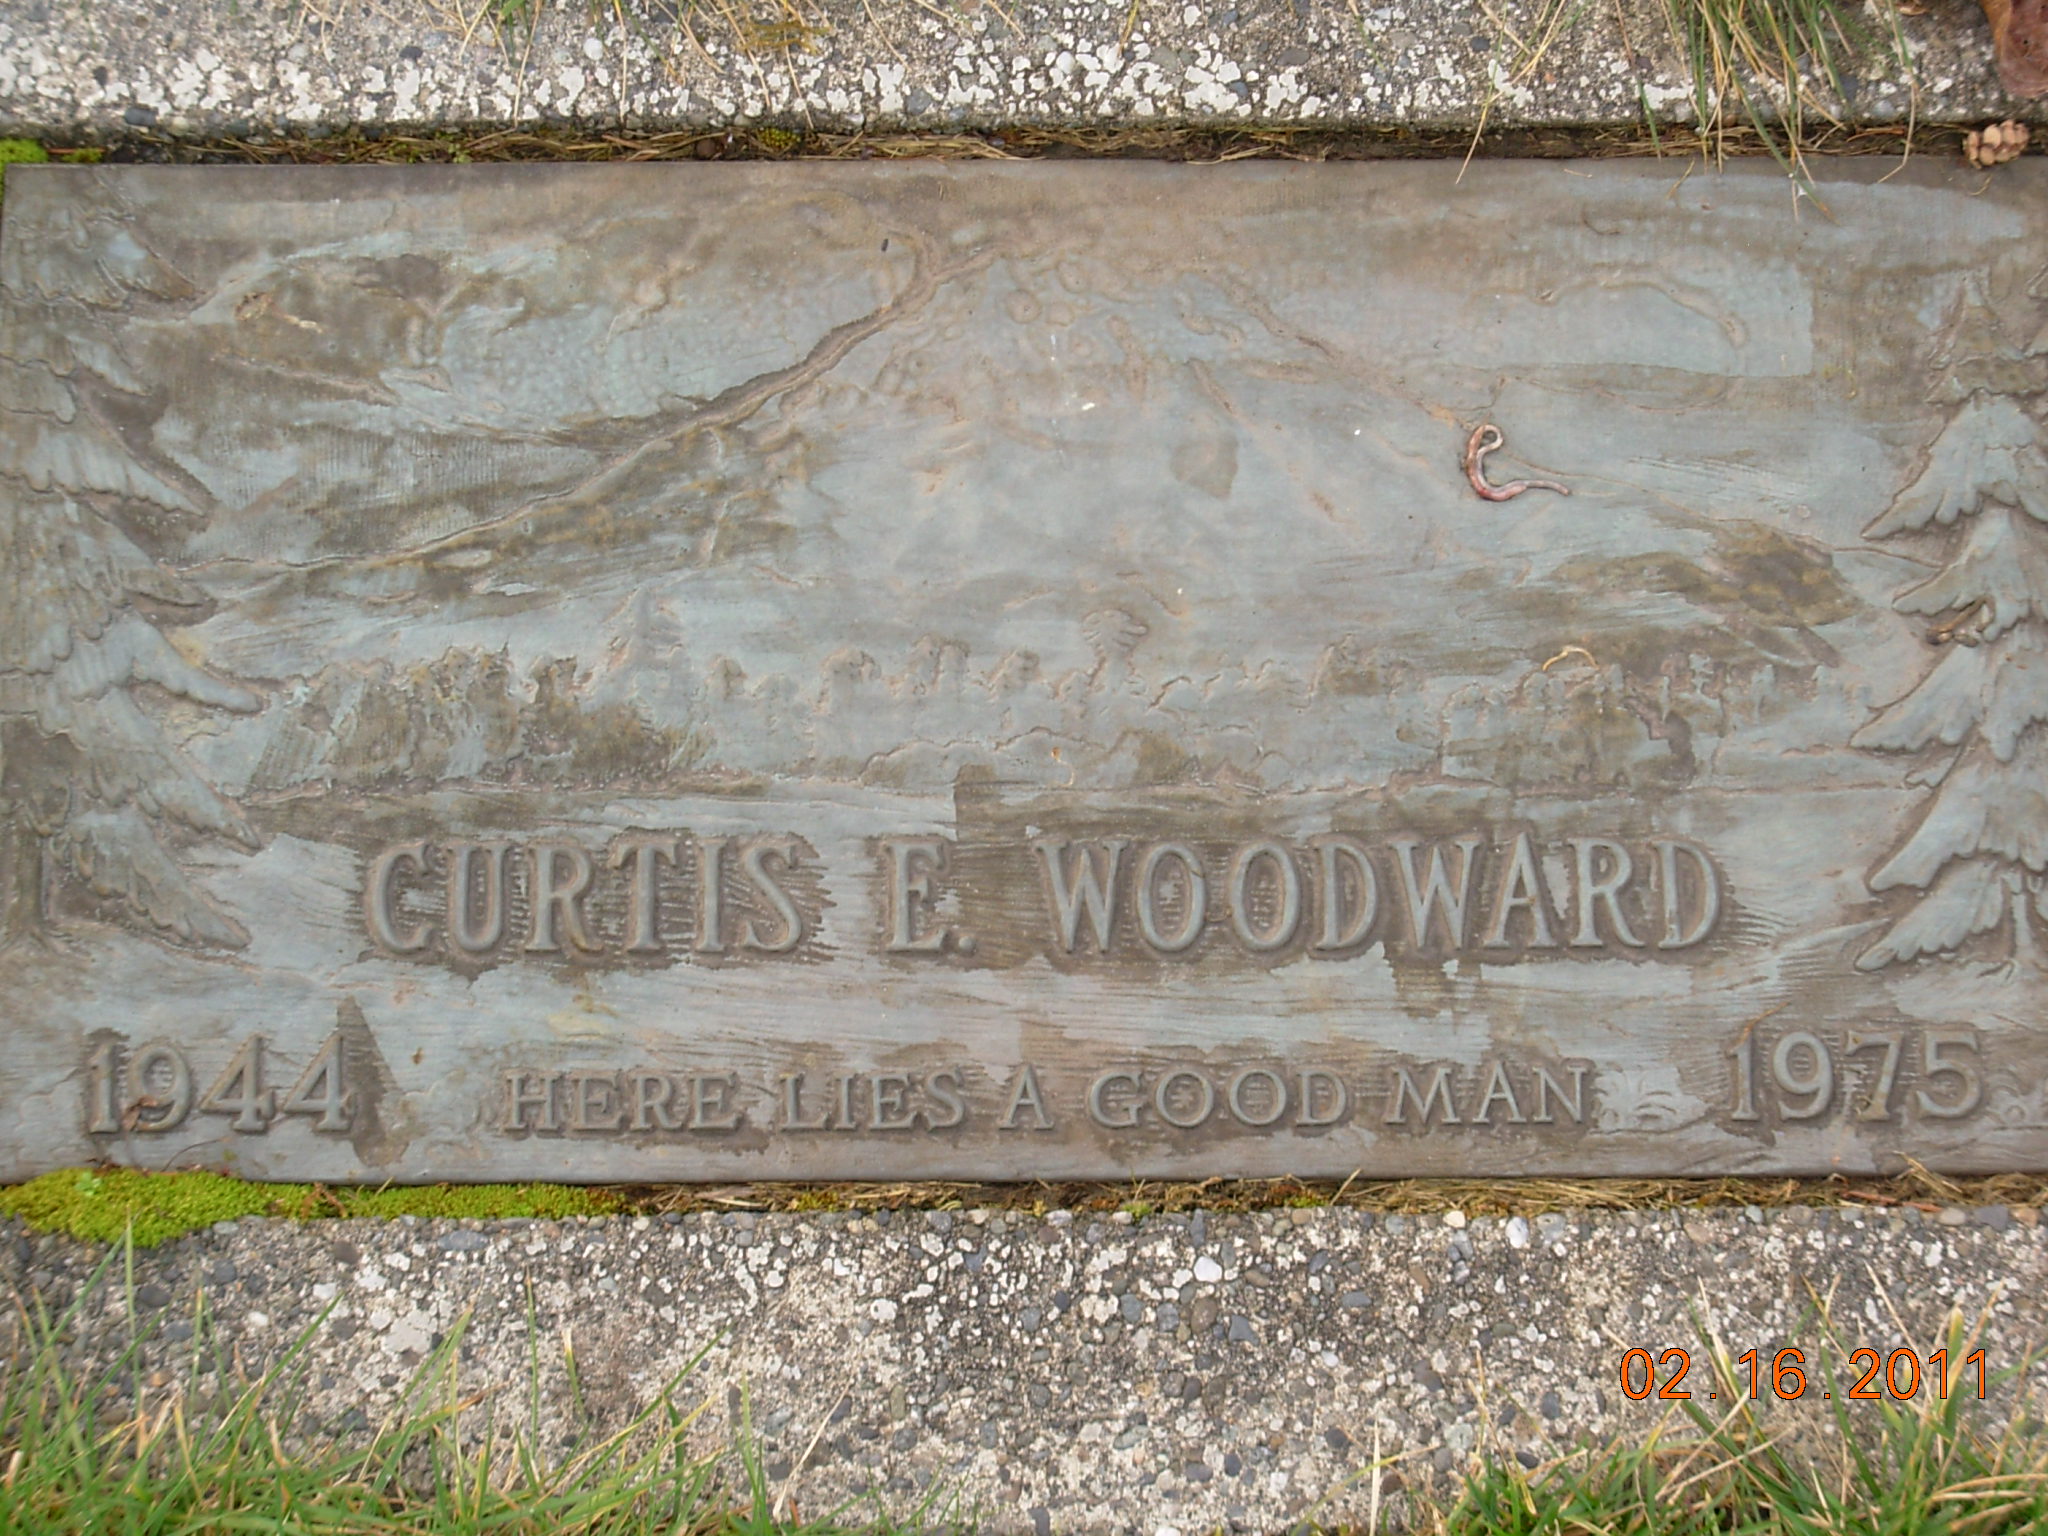 CURTIS E. WOODWARD
1944 HERE LIES A GOOD MAN 1975
02.16.2011